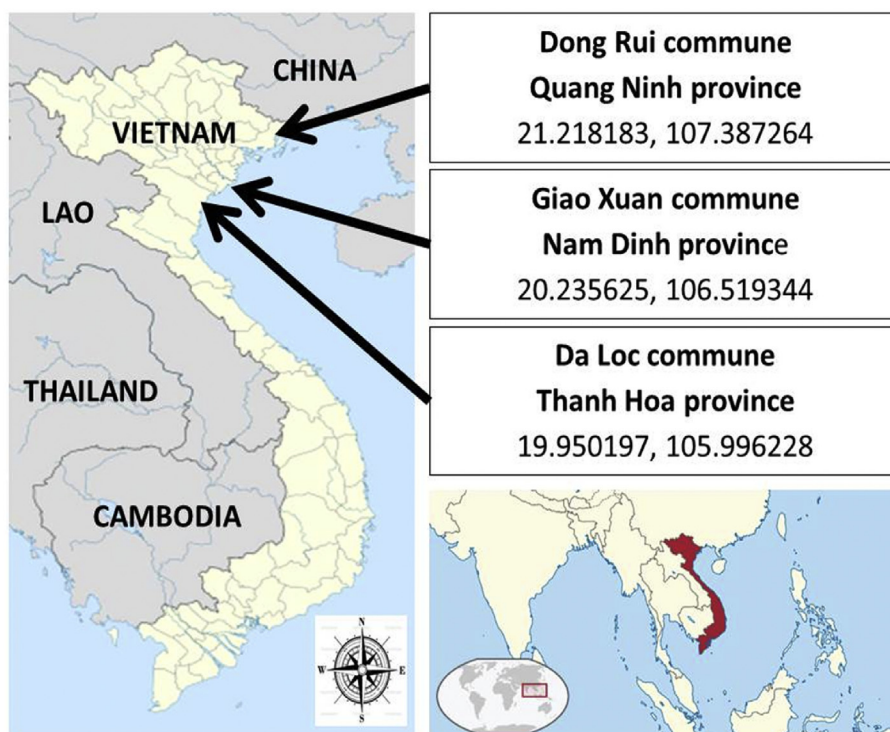 CHINA
VIETNAM
LAO
THAILAND
CAMBODIA
N
W E
S
Dong Rui commune
Quang Ninh province
21.218183, 107.387264
Giao Xuan commune
Nam Dinh province
20.235625, 106.519344
Da Loc commune
Thanh Hoa province
19.950197, 105.996228